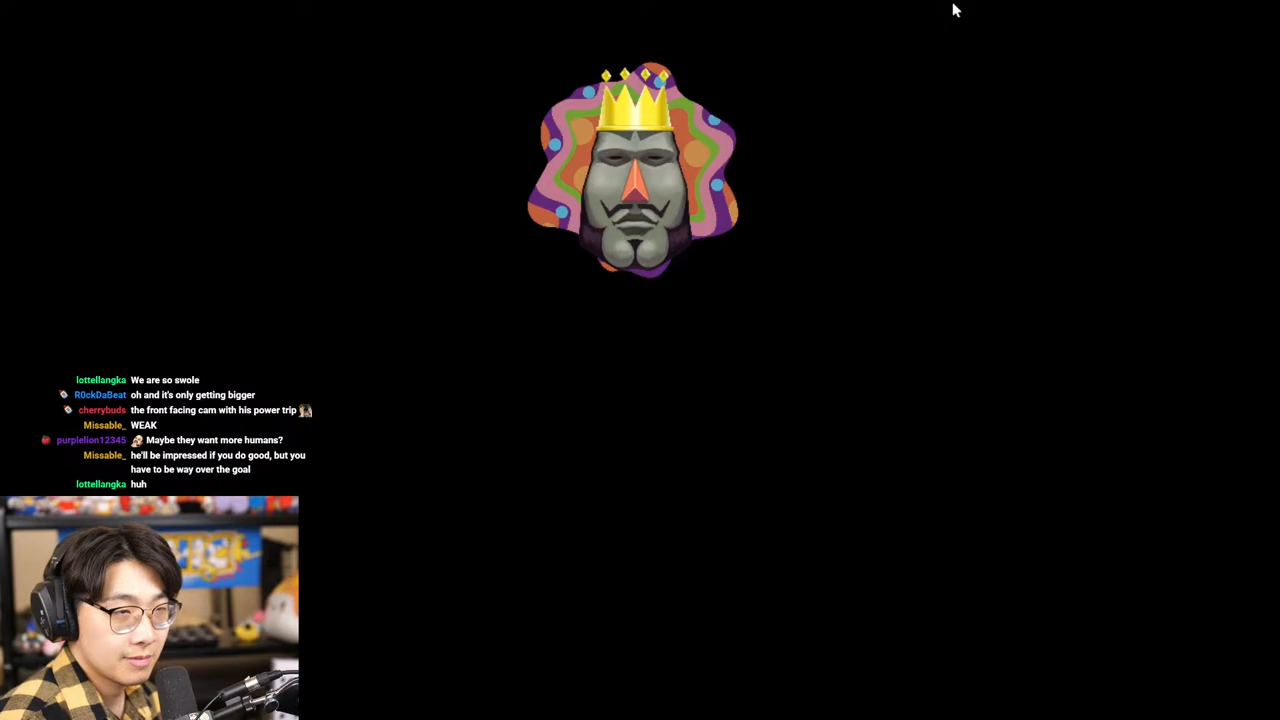 lottellangka We are so swole
R0ckDaBeat oh and it's only getting bigger
cherrybuds the front facing cam with his power trip
Missable_ WEAK
purplelion12345 Maybe they want more humans?
Missable_ he'll be impressed if you do good, but you
have to be way over the goal
lottellangka huh